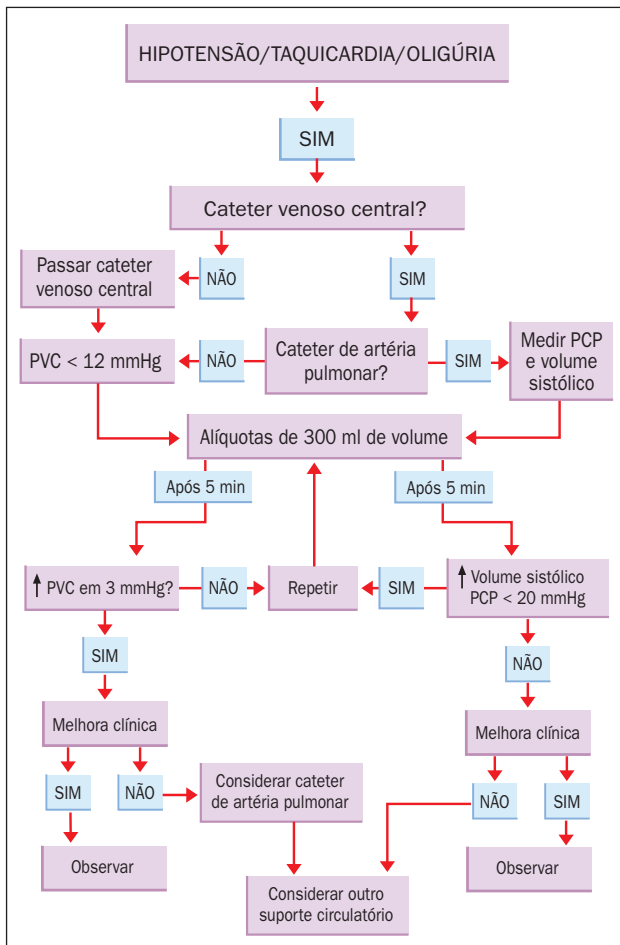 HIPOTENSÃO/TAQUICARDIA/OLIGÚRIA
SIM
Cateter venoso central?
NÃO
SIM
Passar cateter
venoso central
PVC < 12 mmHg
NÃO
Cateter de artéria
pulmonar?
SIM
Medir PCP
e volume
sistólico
Alíquotas de 300 ml de volume
Após 5 min
Após 5 min
↑ PVC em 3 mmHg?
NÃO
Repetir
SIM
↑ Volume sistólico
PCP < 20 mmHg
SIM
NÃO
Melhora clínica
Melhora clínica
SIM
NÃO
Considerar cateter
de artéria pulmonar
NÃO
SIM
Observar
Considerar outro
suporte circulatório
Observar